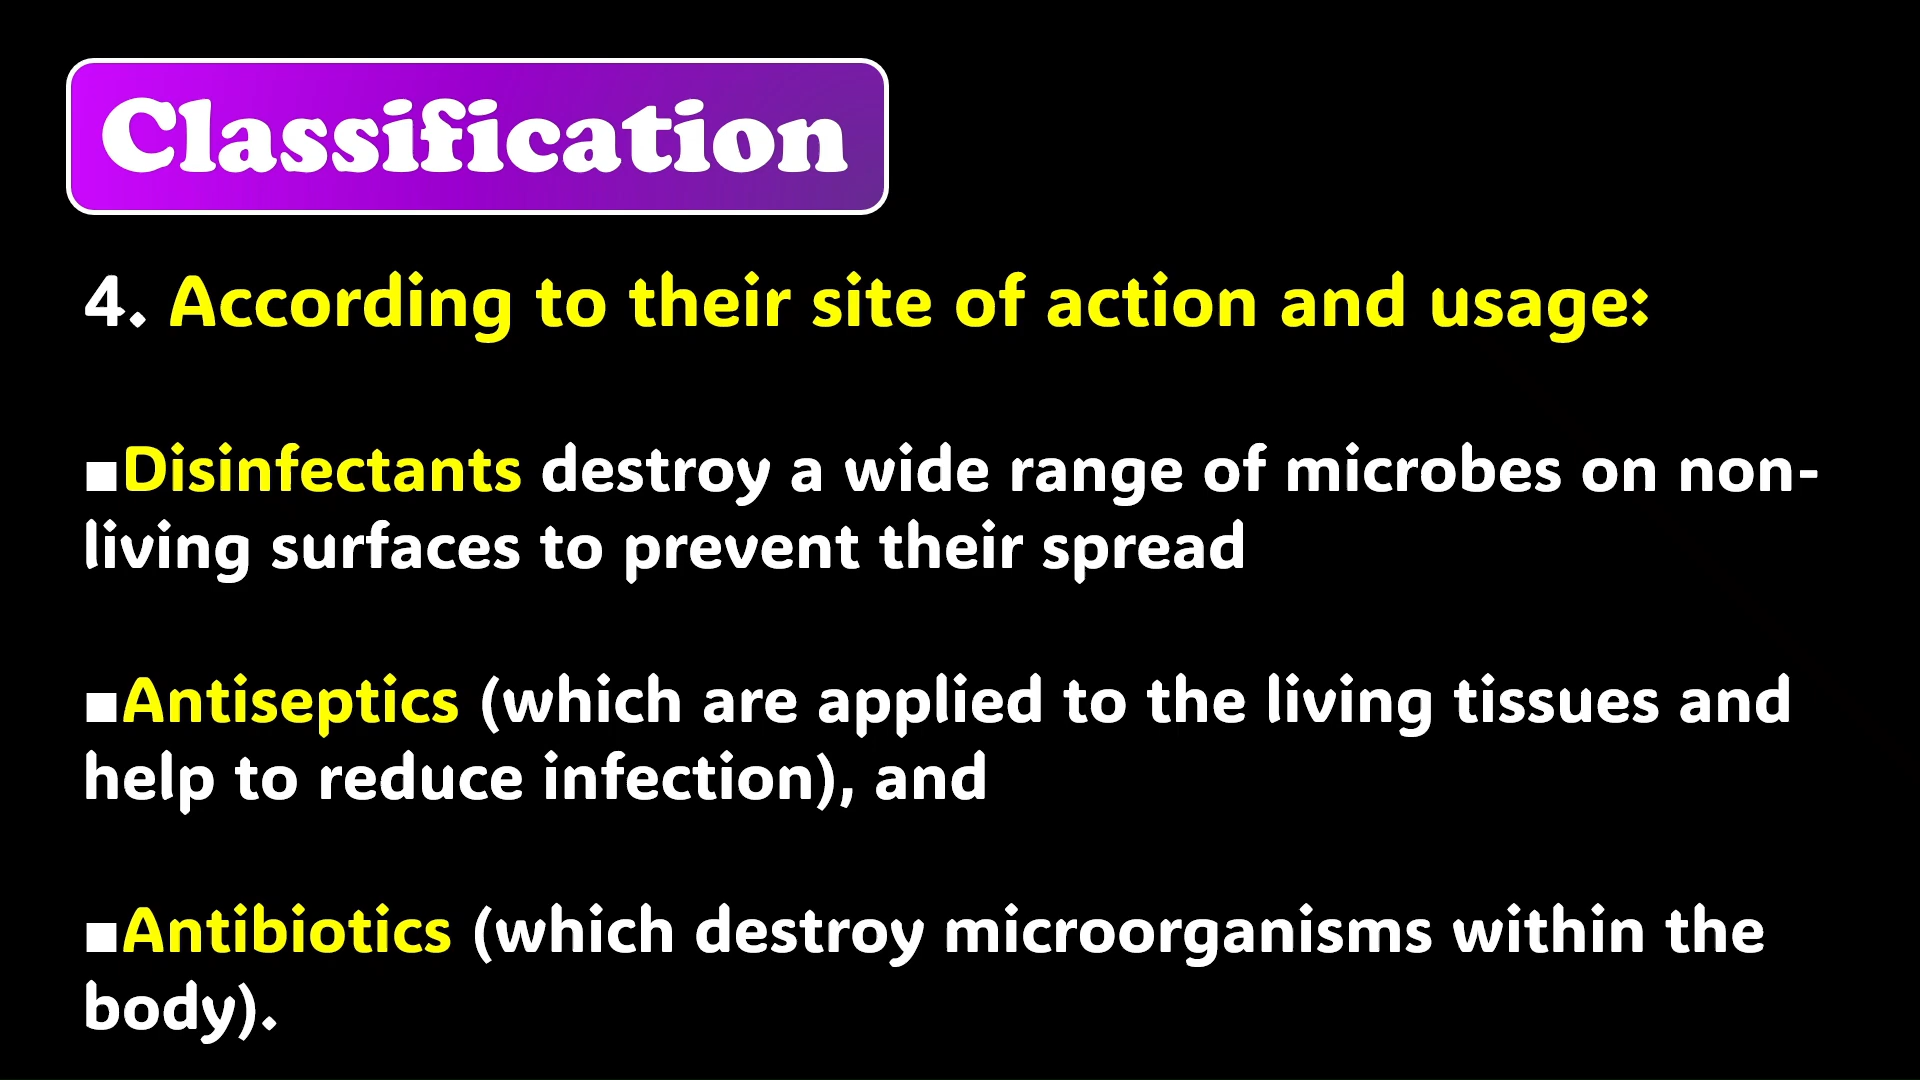 Classification
4. According to their site of action and usage:
▪Disinfectants destroy a wide range of microbes on non-
living surfaces to prevent their spread
▪Antiseptics (which are applied to the living tissues and
help to reduce infection), and
▪Antibiotics (which destroy microorganisms within the
body).